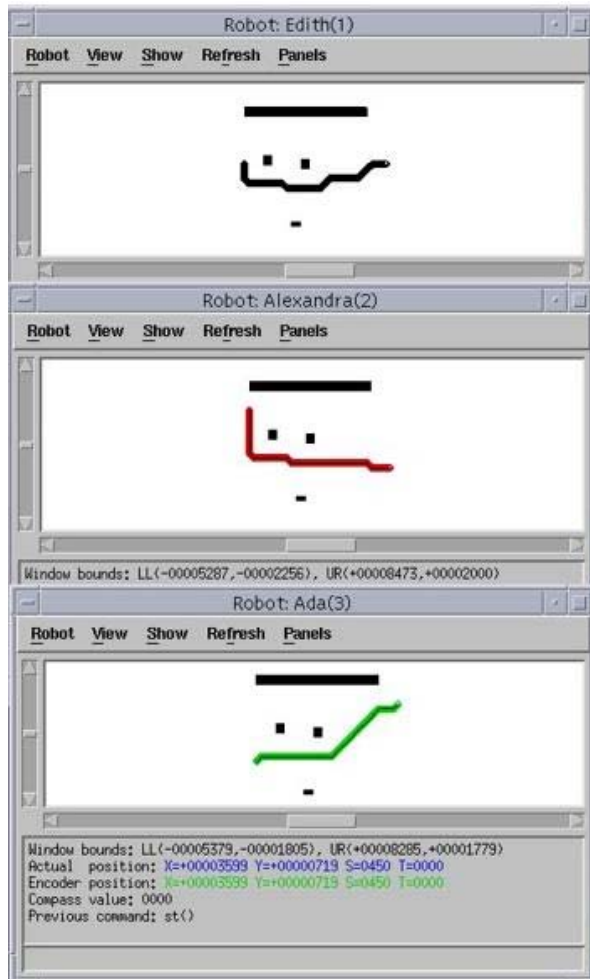 Robot: Edith(1)
Robot View Show Refresh Panels
Robot: Alexandra(2)
Robot View Show Refresh Panels
Window bounds: LL(-00005287,-00002256), UR(+00008473,+00002000)
Robot: Ada(3)
Robot View Show Refresh Panels
Window bounds: LL(-00005379,-00001805), UR(+00008285,+00001779)
Actual position: X=+00003599 Y=+00000719 S=0450 T=0000
Encoder position: X=+00003599 Y=+00000719 S=0450 T=0000
Compass value: 0000
Previous command: st()